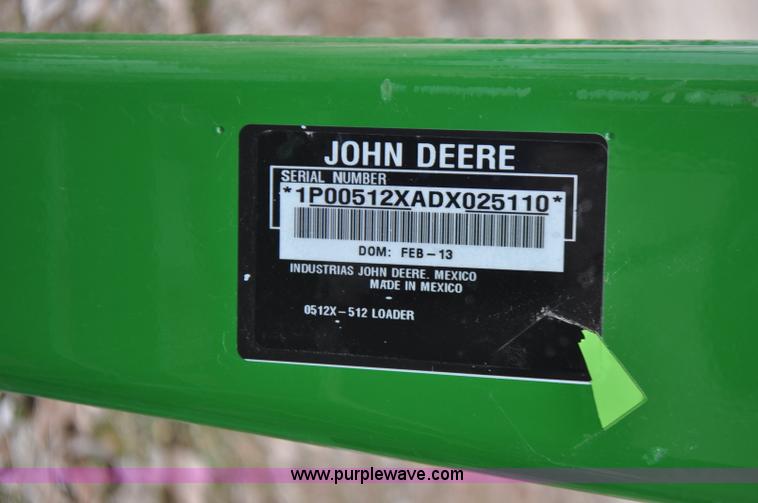 JOHN DEERE
SERIAL NUMBER
*1P00512XADX025110*
DOM: FEB-13
INDUSTRIAS JOHN DEERE. MEXICO
MADE IN MEXICO
0512X-512 LOADER
www.purplewave.com